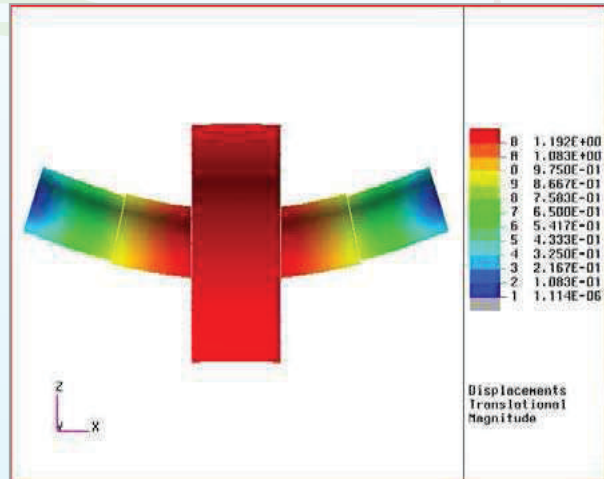 B 1.192E+00
A 1.083E+00
0 9.750E-01
9 8.667E-01
8 7.583E-01
7 6.500E-01
6 5.417E-01
5 4.333E-01
4 3.250E-01
3 2.167E-01
2 1.083E-01
1 1.114E-06
Displacements
Translational
Magnitude
Z
Y X